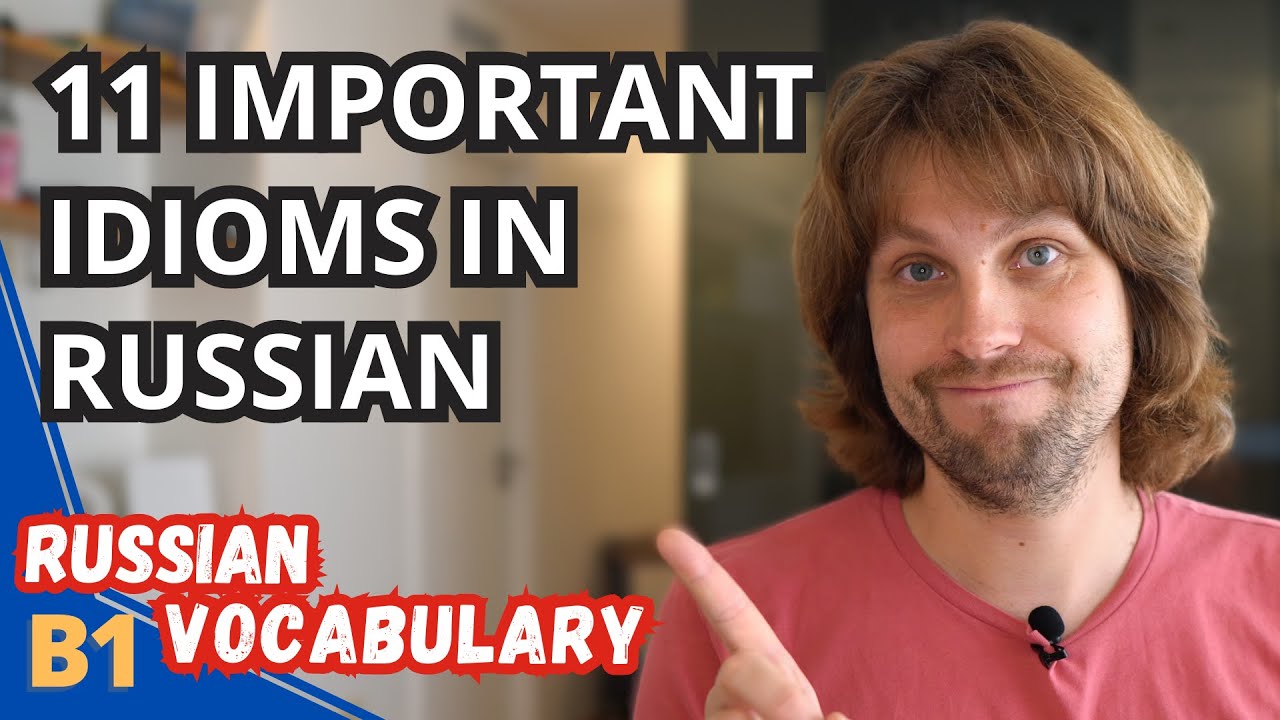 11 IMPORTANT
IDIOMS IN
RUSSIAN
RUSSIAN
VOCABULARY
B1